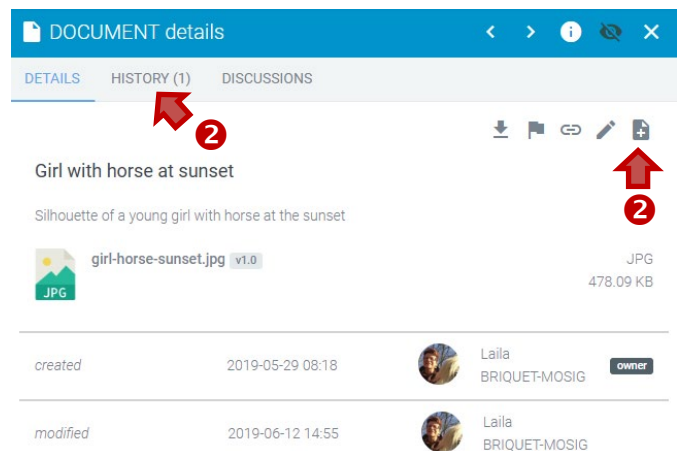 DOCUMENT details
DETAILS HISTORY (1) DISCUSSIONS
2
2
Girl with horse at sunset
Silhouette of a young girl with horse at the sunset
girl-horse-sunset.jpg v1.0
JPG
JPG
478.09 KB
created 2019-05-29 08:18 Laila
BRIQUET-MOSIG owner
modified 2019-06-12 14:55 Laila
BRIQUET-MOSIG